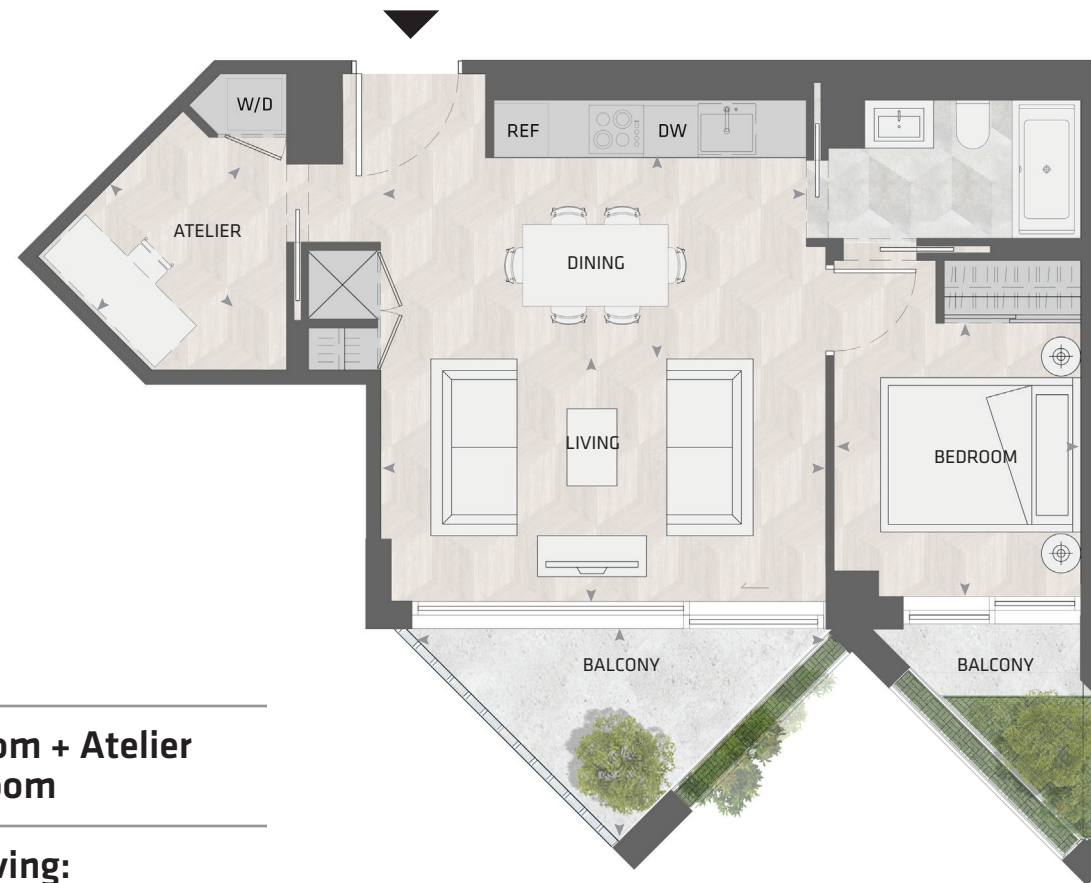 W/D
REF
DW
ATELIER
DINING
LIVING
BEDROOM
BALCONY
BALCONY
om + Atelier
oom
ving: